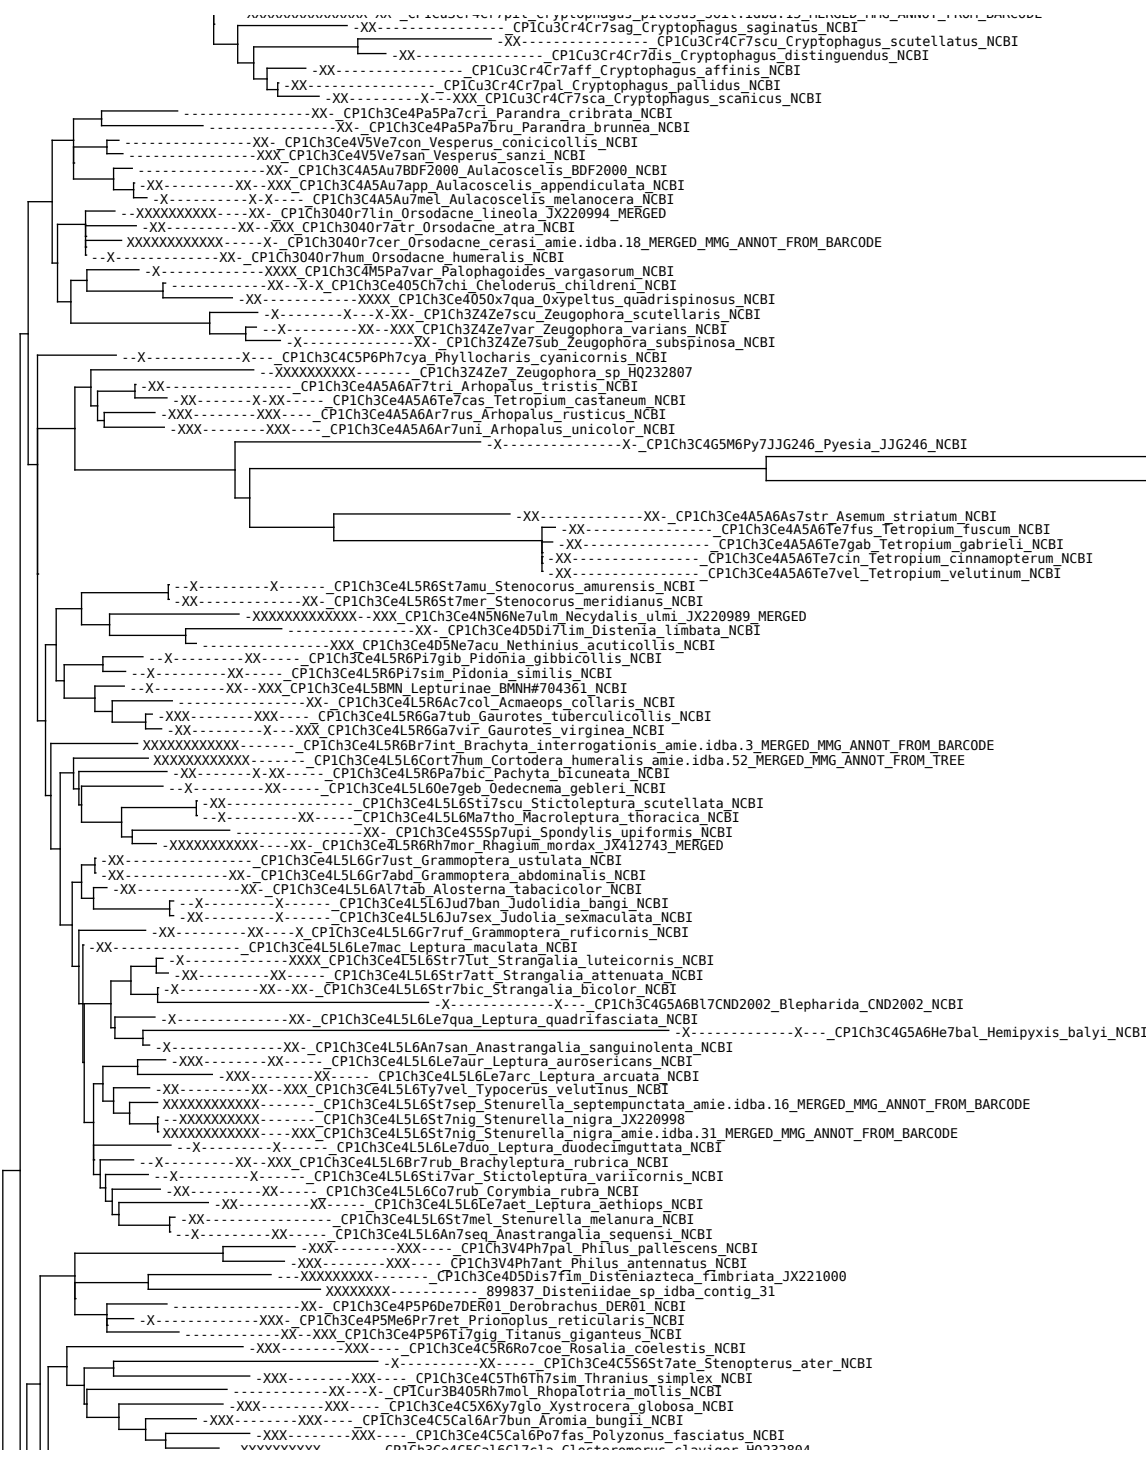 -XX----------------_CP1Cu3Cr4Cr7sag_Cryptophagus_saginatus_NCBI
-XX----------------_CP1Cu3Cr4Cr7scu_Cryptophagus_scutellatus_NCBI
-XX----------------_CP1Cu3Cr4Cr7dis_Cryptophagus_distinguendus_NCBI
-XX----------------_CP1Cu3Cr4Cr7aff_Cryptophagus_affinis_NCBI
-XX----------------_CP1Cu3Cr4Cr7pal_Cryptophagus_pallidus_NCBI
-XX---------X---XXX_CP1Cu3Cr4Cr7sca_Cryptophagus_scanicus_NCBI
----------------XX-_CP1Ch3Ce4Pa5Pa7cri_Parandra_cribrata_NCBI
----------------XX-_CP1Ch3Ce4Pa5Pa7bru_Parandra_brunnea_NCBI
----------------XX-_CP1Ch3Ce4V5Ve7con_Vesperus_conicicollis_NCBI
----------------XXX_CP1Ch3Ce4V5Ve7san_Vesperus_sanzi_NCBI
----------------XX-_CP1Ch3C4A5Au7BDF2000_Aulacoscelis_BDF2000_NCBI
-XX---------XX--XXX_CP1Ch3C4A5Au7app_Aulacoscelis_appendiculata_NCBI
-X----------X-X----_CP1Ch3C4A5Au7mel_Aulacoscelis_melanocera_NCBI
--XXXXXXXXXX----XX-_CP1Ch3O4Or7lin_Orsodacne_lineola_JX220994_MERGED
-XX---------XX--XXX_CP1Ch3O4Or7atr_Orsodacne_atra_NCBI
XXXXXXXXXXXX-----X-_CP1Ch3O4Or7cer_Orsodacne_cerasi_amie.idba.18_MERGED_MMG_ANNOT_FROM_BARCODE
--X-------------XX-_CP1Ch3O4Or7hum_Orsodacne_humeralis_NCBI
-X-------------XXXX_CP1Ch3C4M5Pa7var_Palophagoides_vargasorum_NCBI
------------XX--X-X_CP1Ch3Ce4O5Ch7chi_Cheloderus_childreni_NCBI
-XX------------XXXX_CP1Ch3Ce4O5Ox7qua_Oxypeltus_quadrispinosus_NCBI
-X---------X---X-XX-_CP1Ch3Z4Ze7scu_Zeugophora_scutellaris_NCBI
--X---------XX--XXX_CP1Ch3Z4Ze7var_Zeugophora_varians_NCBI
-X--------------XX-_CP1Ch3Z4Ze7sub_Zeugophora_subspinosa_NCBI
--X------------X---_CP1Ch3C4C5P6Ph7cya_Phyllocharis_cyanicornis_NCBI
--XXXXXXXXXX-------_CP1Ch3Z4Ze7_Zeugophora_sp_HQ232807
-XX----------------_CP1Ch3Ce4A5A6Ar7tri_Arhopalus_tristis_NCBI
-XX-------X-XX-----_CP1Ch3Ce4A5A6Te7cas_Tetropium_castaneum_NCBI
-XXX--------XXX----_CP1Ch3Ce4A5A6Ar7rus_Arhopalus_rusticus_NCBI
-XXX--------XXX----_CP1Ch3Ce4A5A6Ar7uni_Arhopalus_unicolor_NCBI
-X---------------X-_CP1Ch3C4G5M6Py7JJG246_Pyesia_JJG246_NCBI
-XX-------------XX-_CP1Ch3Ce4A5A6As7str_Asemum_striatum_NCBI
-XX----------------_CP1Ch3Ce4A5A6Te7fus_Tetropium_fuscum_NCBI
-XX----------------_CP1Ch3Ce4A5A6Te7gab_Tetropium_gabrieli_NCBI
-XX----------------_CP1Ch3Ce4A5A6Te7cin_Tetropium_cinnamopterum_NCBI
-XX----------------_CP1Ch3Ce4A5A6Te7vel_Tetropium_velutinum_NCBI
--X---------X------_CP1Ch3Ce4L5R6St7amu_Stenocorus_amurensis_NCBI
-XX-------------XX-_CP1Ch3Ce4L5R6St7mer_Stenocorus_meridianus_NCBI
-XXXXXXXXXXXXX--XXX_CP1Ch3Ce4N5N6Ne7ulm_Necydalis_ulmi_JX220989_MERGED
----------------XX-_CP1Ch3Ce4D5Di7lim_Distenia_limbata_NCBI
----------------XXX_CP1Ch3Ce4D5Ne7acu_Nethinius_acuticollis_NCBI
--X---------XX-----_CP1Ch3Ce4L5R6Pi7gib_Pidonia_gibbicollis_NCBI
--X---------XX-----_CP1Ch3Ce4L5R6Pi7sim_Pidonia_similis_NCBI
--X---------XX--XXX_CP1Ch3Ce4L5BMN_Lepturinae_BMNH#704361_NCBI
----------------XX-_CP1Ch3Ce4L5R6Ac7col_Acmaeops_collaris_NCBI
-XXX--------XXX----_CP1Ch3Ce4L5R6Ga7tub_Gaurotes_tuberculicollis_NCBI
-XX---------X---XXX_CP1Ch3Ce4L5R6Ga7vir_Gaurotes_virginea_NCBI
XXXXXXXXXXXX-------_CP1Ch3Ce4L5R6Br7int_Brachyta_interrogationis_amie.idba.3_MERGED_MMG_ANNOT_FROM_BARCODE
XXXXXXXXXXXX-------_CP1Ch3Ce4L5L6Cort7hum_Cortodera_humeralis_amie.idba.52_MERGED_MMG_ANNOT_FROM_TREE
-XX-------X-XX-----_CP1Ch3Ce4L5R6Pa7bic_Pachyta_bicuneata_NCBI
--X---------XX-----_CP1Ch3Ce4L5L6Oe7geb_Oedecnema_gebleri_NCBI
-XX----------------_CP1Ch3Ce4L5L6Sti7scu_Stictoleptura_scutellata_NCBI
--X---------XX-----_CP1Ch3Ce4L5L6Ma7tho_Macroleptura_thoracica_NCBI
----------------XX-_CP1Ch3Ce4S5Sp7upi_Spondylis_upiformis_NCBI
-XXXXXXXXXXX----XX-_CP1Ch3Ce4L5R6Rh7mor_Rhagium_mordax_JX412743_MERGED
-XX----------------_CP1Ch3Ce4L5L6Gr7ust_Grammoptera_ustulata_NCBI
-XX-------------XX-_CP1Ch3Ce4L5L6Gr7abd_Grammoptera_abdominalis_NCBI
-XX-------------XX-_CP1Ch3Ce4L5L6Al7tab_Alosterna_tabacicolor_NCBI
--X---------X------_CP1Ch3Ce4L5L6Jud7ban_Judolidia_bangi_NCBI
-XX---------X------_CP1Ch3Ce4L5L6Ju7sex_Judolia_sexmaculata_NCBI
-XX---------XX----X_CP1Ch3Ce4L5L6Gr7ruf_Grammoptera_ruficornis_NCBI
-XX----------------_CP1Ch3Ce4L5L6Le7mac_Leptura_maculata_NCBI
-X-------------XXXX_CP1Ch3Ce4L5L6Str7lut_Strangalia_luteicornis_NCBI
-XX---------XX-----_CP1Ch3Ce4L5L6Str7att_Strangalia_attenuata_NCBI
-X----------XX--XX-_CP1Ch3Ce4L5L6Str7bic_Strangalia_bicolor_NCBI
-X-------------X---_CP1Ch3C4G5A6Bl7CND2002_Blepharida_CND2002_NCBI
-X--------------XX-_CP1Ch3Ce4L5L6Le7qua_Leptura_quadrifasciata_NCBI
-X-------------X---_CP1Ch3C4G5A6He7bal_Hemipyxis_balyi_NCBI
-X--------------XX-_CP1Ch3Ce4L5L6An7san_Anastrangalia_sanguinolenta_NCBI
-XXX--------XX-----_CP1Ch3Ce4L5L6Le7aur_Leptura_aurosericans_NCBI
-XXX--------XX-----_CP1Ch3Ce4L5L6Le7arc_Leptura_arcuata_NCBI
-XX---------XX--XXX_CP1Ch3Ce4L5L6Ty7vel_Typocerus_velutinus_NCBI
XXXXXXXXXXXX-------_CP1Ch3Ce4L5L6St7sep_Stenurella_septempunctata_amie.idba.16_MERGED_MMG_ANNOT_FROM_BARCODE
--XXXXXXXXXX-------_CP1Ch3Ce4L5L6St7nig_Stenurella_nigra_JX220998
XXXXXXXXXXXX----XXX_CP1Ch3Ce4L5L6St7nig_Stenurella_nigra_amie.idba.31_MERGED_MMG_ANNOT_FROM_BARCODE
--X---------X------_CP1Ch3Ce4L5L6Le7duo_Leptura_duodecimguttata_NCBI
--X---------XX--XXX_CP1Ch3Ce4L5L6Br7rub_Brachyleptura_rubrica_NCBI
--X---------X------_CP1Ch3Ce4L5L6Sti7var_Stictoleptura_variicornis_NCBI
-XX---------XX-----_CP1Ch3Ce4L5L6Co7rub_Corymbia_rubra_NCBI
-XX---------XX-----_CP1Ch3Ce4L5L6Le7aet_Leptura_aethiops_NCBI
-XX----------------_CP1Ch3Ce4L5L6St7mel_Stenurella_melanura_NCBI
--X---------XX-----_CP1Ch3Ce4L5L6An7seq_Anastrangalia_sequensi_NCBI
-XXX--------XXX----_CP1Ch3V4Ph7pal_Philus_pallescens_NCBI
-XXX--------XXX----_CP1Ch3V4Ph7ant_Philus_antennatus_NCBI
---XXXXXXXXX-------_CP1Ch3Ce4D5Dis7fim_Disteniazteca_fimbriata_JX221000
XXXXXXXX-----------_899837_Disteniidae_sp_idba_contig_31
----------------XX-_CP1Ch3Ce4P5P6De7DER01_Derobrachus_DER01_NCBI
-X-------------XXX-_CP1Ch3Ce4P5Me6Pr7ret_Prionoplus_reticularis_NCBI
------------XX--XXX_CP1Ch3Ce4P5P6Ti7gig_Titanus_giganteus_NCBI
-XXX--------XXX----_CP1Ch3Ce4C5R6Ro7coe_Rosalia_coelestis_NCBI
-X----------XX-----_CP1Ch3Ce4C5S6St7ate_Stenopterus_ater_NCBI
-XXX--------XXX----_CP1Ch3Ce4C5Th6Th7sim_Thranius_simplex_NCBI
------------XX---X-_CP1Cur3B4O5Rh7mol_Rhopalotria_mollis_NCBI
-XXX--------XXX----_CP1Ch3Ce4C5X6Xy7glo_Xystrocera_globosa_NCBI
-XXX--------XXX----_CP1Ch3Ce4C5Cal6Ar7bun_Aromia_bungii_NCBI
-XXX--------XXX----_CP1Ch3Ce4C5Cal6Po7fas_Polyzonus_fasciatus_NCBI